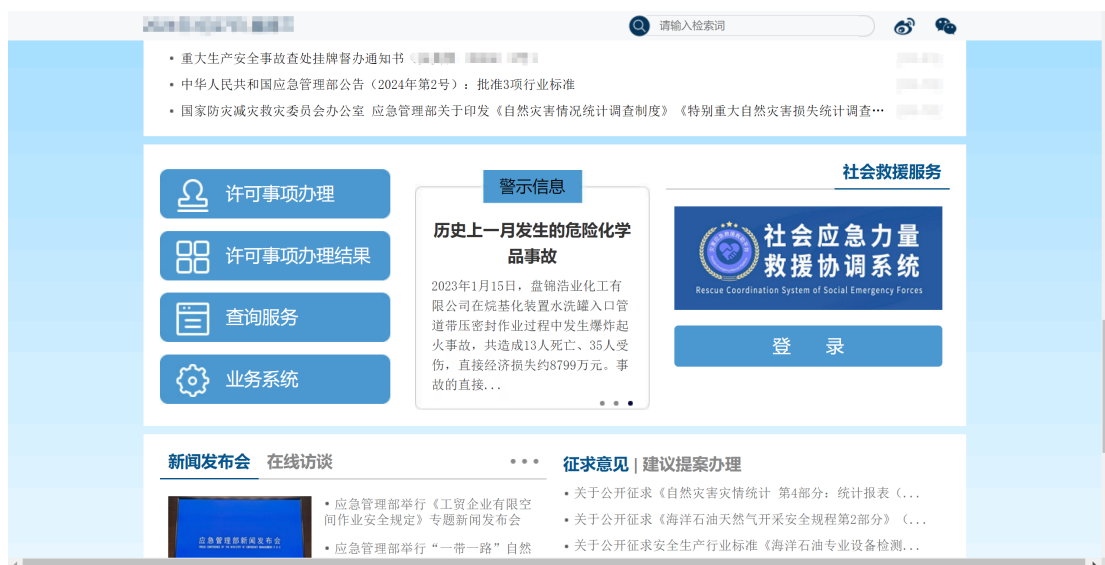 请输入检索词
• 重大生产安全事故查处挂牌督办通知书
• 中华人民共和国应急管理部公告（2024年第2号）：批准3项行业标准
• 国家防灾减灾救灾委员会办公室 应急管理部关于印发《自然灾害情况统计调查制度》《特别重大自然灾害损失统计调查…
许可事项办理
许可事项办理结果
查询服务
业务系统
警示信息
历史上一月发生的危险化学
品事故
2023年1月15日，盘锦浩业化工有
限公司在烷基化装置水洗罐入口管
道带压密封作业过程中发生爆炸起
火事故，共造成13人死亡、35人受
伤，直接经济损失约8799万元。事
故的直接...
社会救援服务
社会应急力量
救援协调系统
Rescue Coordination System of Social Emergency Forces
登 录
新闻发布会 在线访谈
应急管理部新闻发布会
• 应急管理部举行《工贸企业有限空
间作业安全规定》专题新闻发布会
• 应急管理部举行“一带一路”自然
征求意见 | 建议提案办理
• 关于公开征求《自然灾害灾情统计 第4部分：统计报表（...
• 关于公开征求《海洋石油天然气开采安全规程第2部分》（...
• 关于公开征求安全生产行业标准《海洋石油专业设备检测...